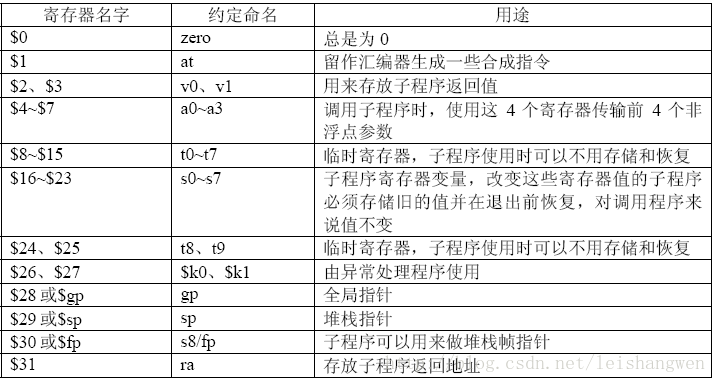 寄存器名字 约定命名 用途
$0 zero 总是为0
$1 at 留作汇编器生成一些合成指令
$2、$3 v0、v1 用来存放子程序返回值
$4~$7 a0~a3 调用子程序时，使用这 4 个寄存器传输前 4 个非
浮点参数
$8~$15 t0~t7 临时寄存器，子程序使用时可以不用存储和恢复
$16~$23 s0~s7 子程序寄存器变量，改变这些寄存器值的子程序
必须存储旧的值并在退出前恢复，对调用程序来
说值不变
$24、$25 t8、t9 临时寄存器，子程序使用时可以不用存储和恢复
$26、$27 $k0、$k1 由异常处理程序使用
$28 或$gp gp 全局指针
$29 或$sp sp 堆栈指针
$30 或$fp s8/fp 子程序可以用来做堆栈帧指针
$31 ra 存放子程序返回地址
blog.csdn.net/leishangwen